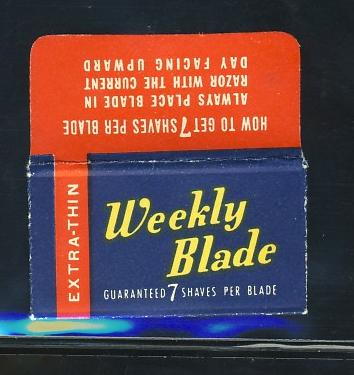 HOW TO GET 7 SHAVES PER BLADE
ALWAYS PLACE BLADE IN
RAZOR WITH THE CURRENT
DAY FACING UPWARD
EXTRA-THIN
Weekly
Blade
GUARANTEED 7 SHAVES PER BLADE